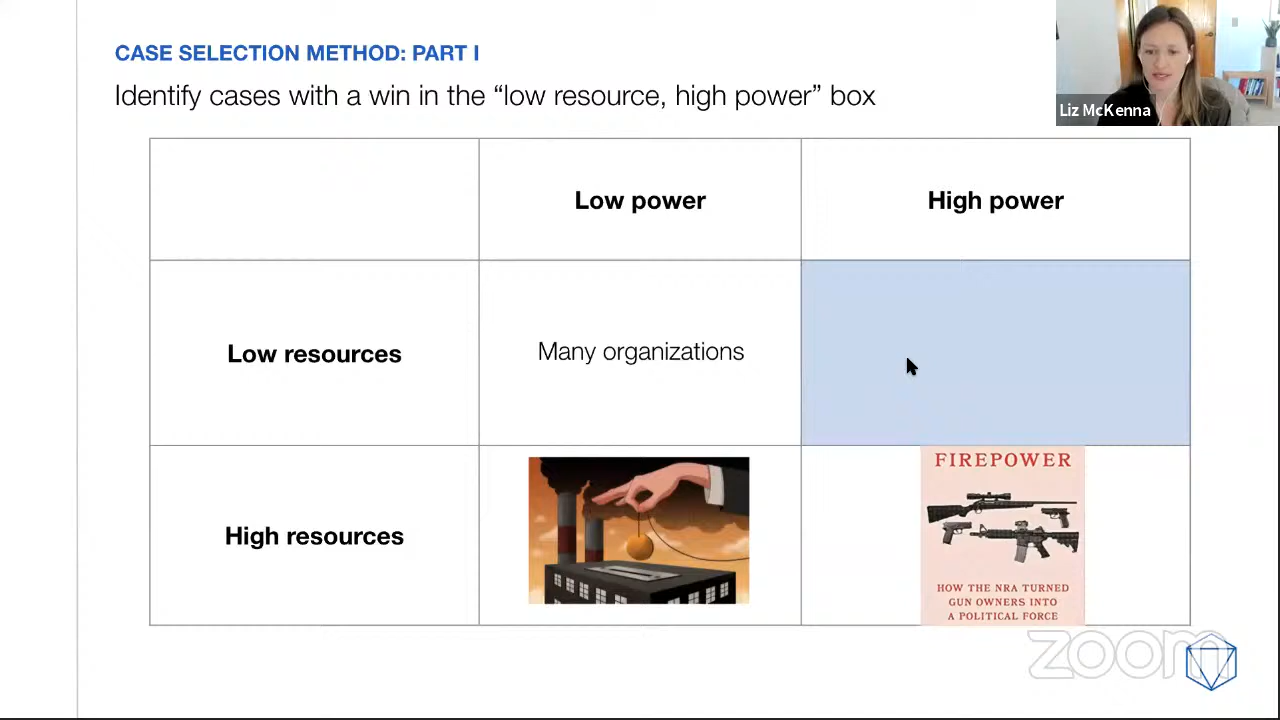 CASE SELECTION METHOD: PART I
Identify cases with a win in the “low resource, high power” box
Liz McKenna
Low power
High power
Low resources
Many organizations
High resources
FIREPOWER
HOW THE NRA TURNED
GUN OWNERS INTO
A POLITICAL FORCE
zoom